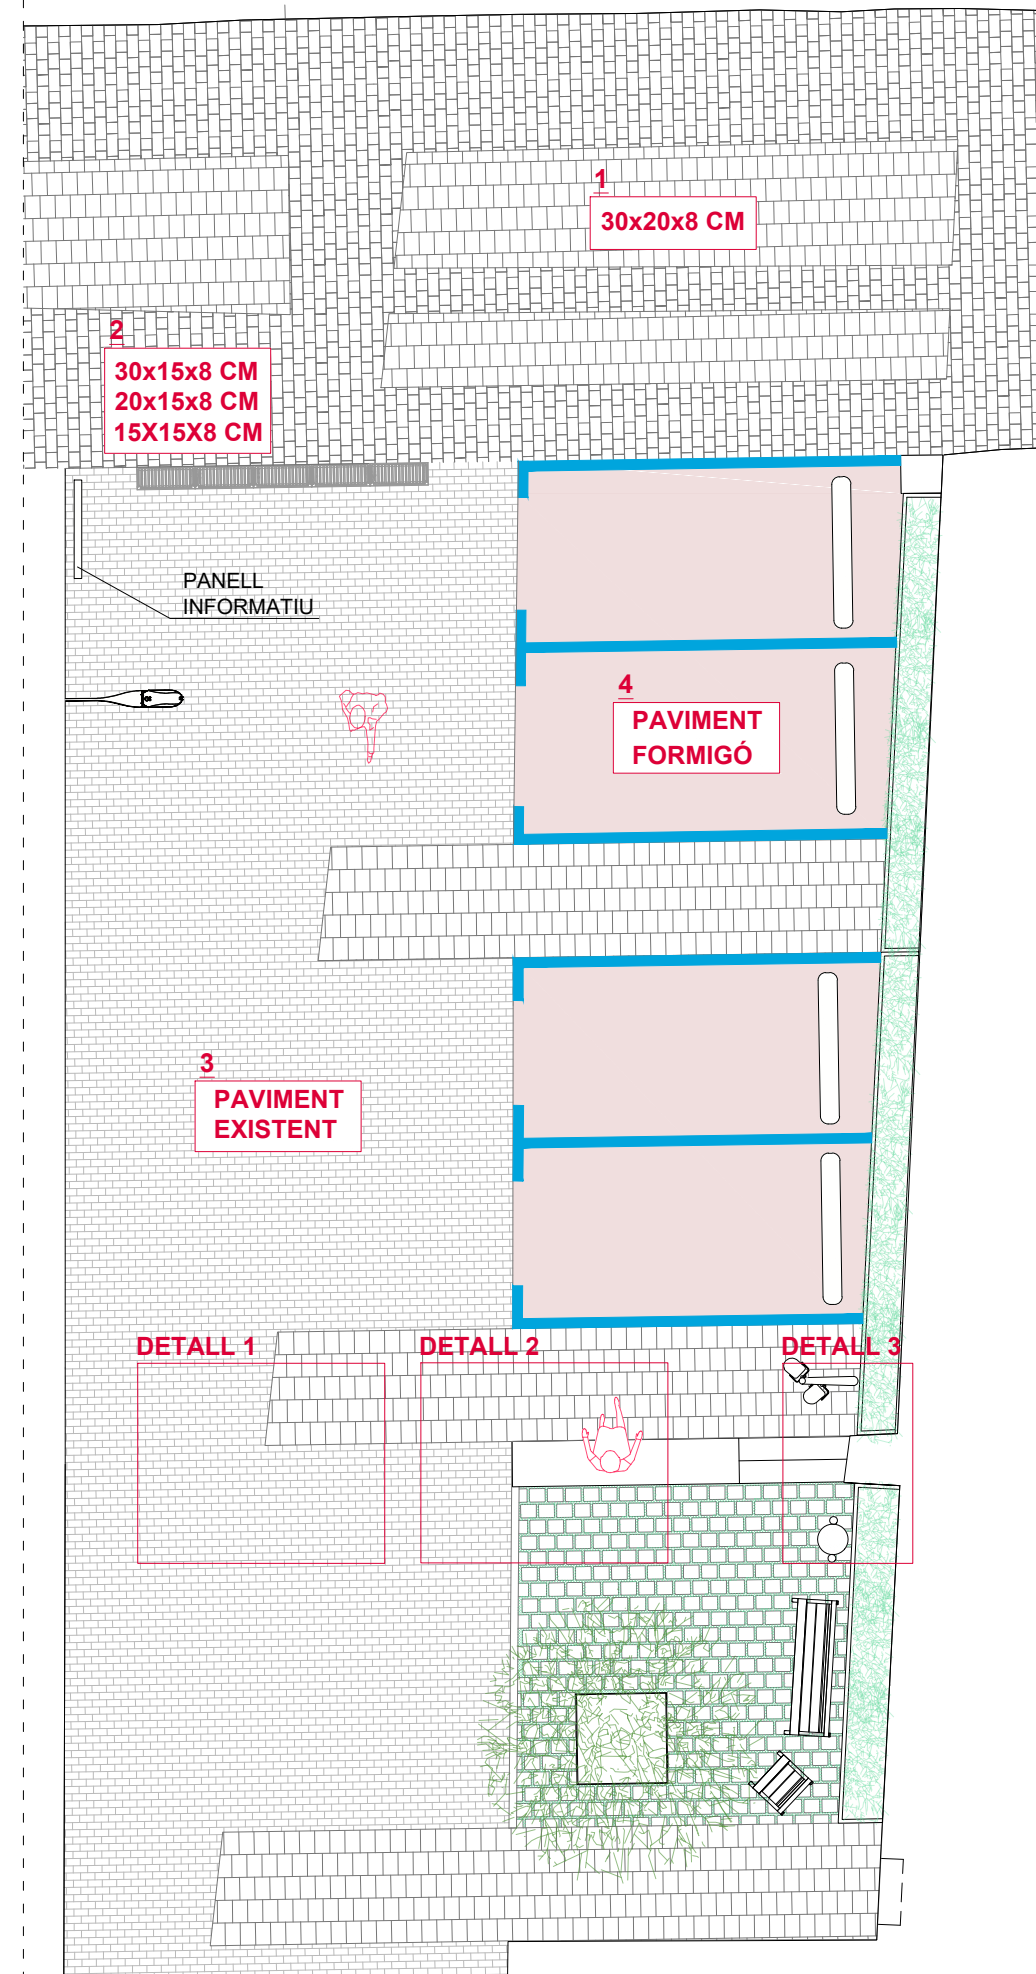 1
30x20x8 CM
2
30x15x8 CM
20x15x8 CM
15X15X8 CM
PANELL
INFORMATIU
4
PAVIMENT
FORMIGÓ
3
PAVIMENT
EXISTENT
DETALL 1
DETALL 2
DETALL 3